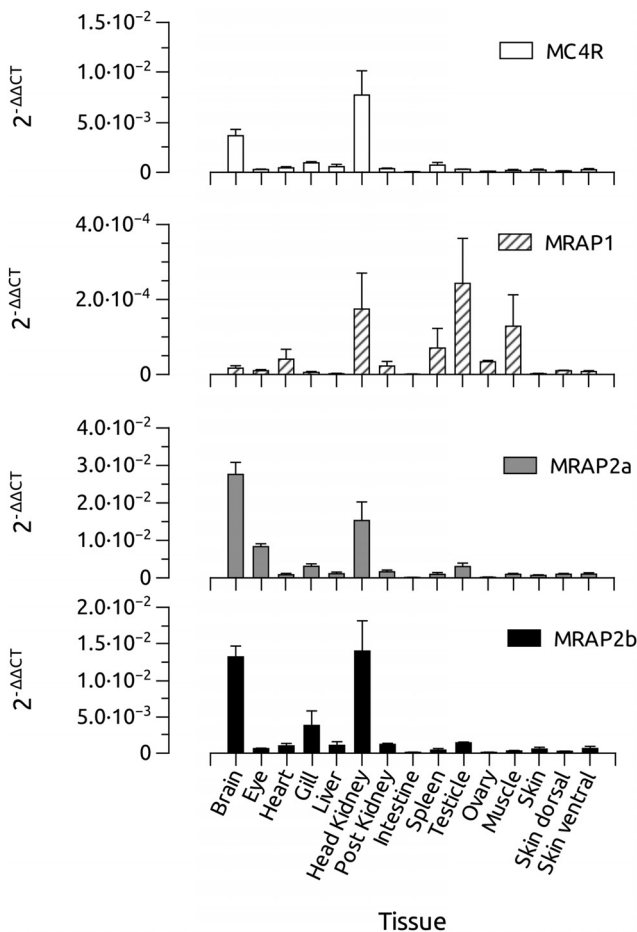 1.5·10⁻²
1.0·10⁻²
5.0·10⁻³
0
2⁻ΔΔCT
MC4R
4.0·10⁻⁴
2.0·10⁻⁴
0
2⁻ΔΔCT
MRAP1
4.0·10⁻²
3.0·10⁻²
2.0·10⁻²
1.0·10⁻²
0
2⁻ΔΔCT
MRAP2a
2.0·10⁻²
1.5·10⁻²
1.0·10⁻²
5.0·10⁻³
0
2⁻ΔΔCT
MRAP2b
Brain
Eye
Heart
Gill
Liver
Head Kidney
Post Kidney
Intestine
Spleen
Testicle
Ovary
Muscle
Skin
Skin dorsal
Skin ventral
Tissue